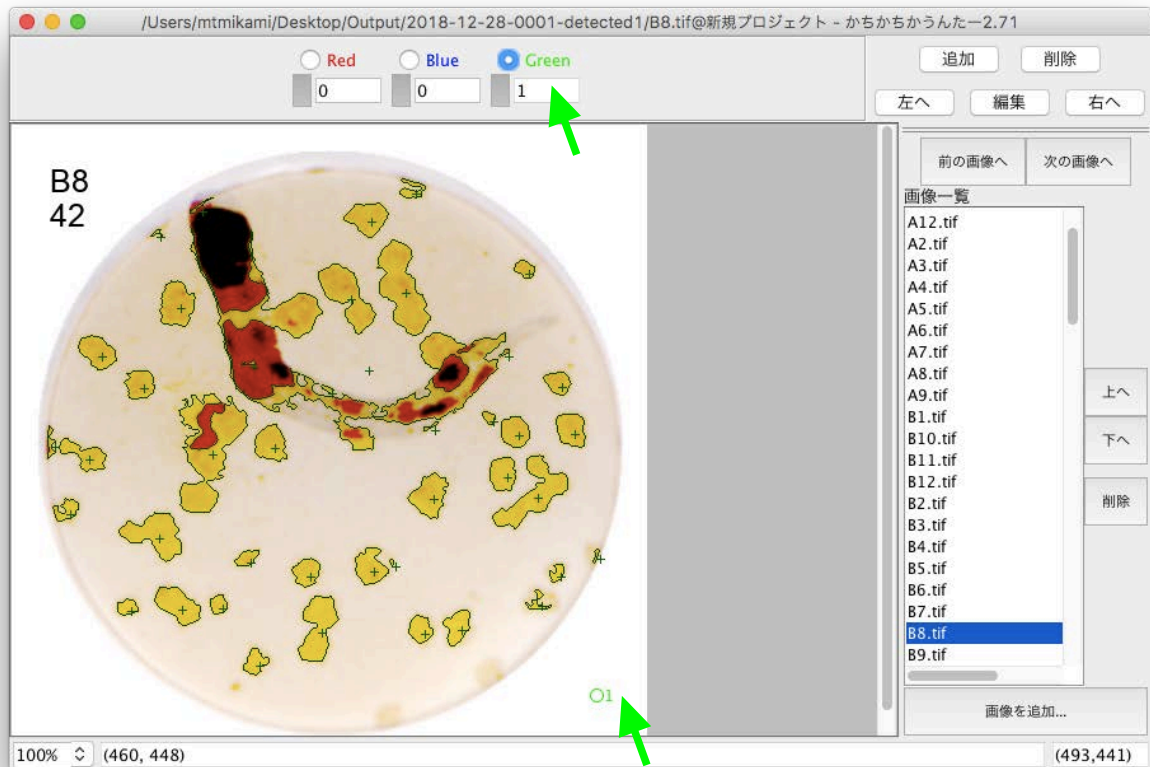 /Users/mtmikami/Desktop/Output/2018-12-28-0001-detected1/B8.tif@新規プロジェクト - かちかちかうんたー2.71
Red
Blue
Green
0
0
1
追加
削除
左へ
編集
右へ
前の画像へ
次の画像へ
画像一覧
A12.tif
A2.tif
A3.tif
A4.tif
A5.tif
A6.tif
A7.tif
A8.tif
A9.tif
B1.tif
B10.tif
B11.tif
B12.tif
B2.tif
B3.tif
B4.tif
B5.tif
B6.tif
B7.tif
B8.tif
B9.tif
上へ
下へ
削除
画像を追加...
B8
42
1
100%
(460, 448)
(493,441)